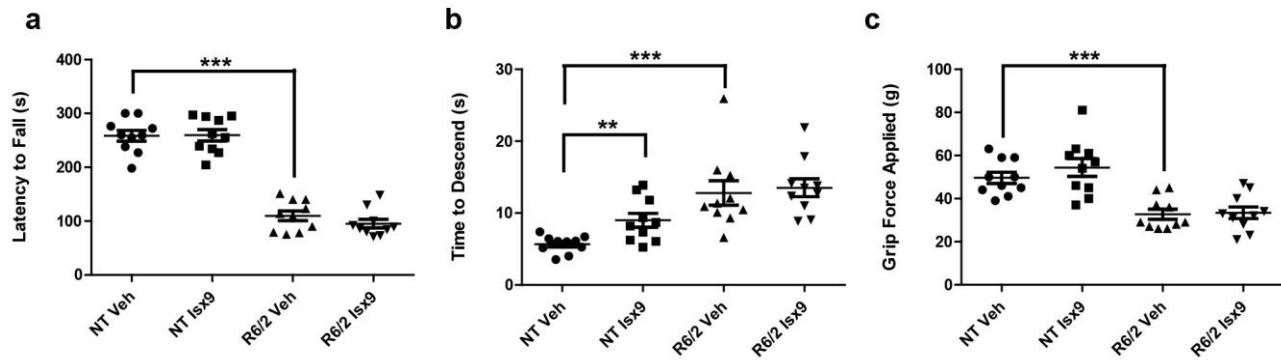 a
Latency to Fall (s)
400
300
200
100
0
***
NT Veh
NT Isx9
R6/2 Veh
R6/2 Isx9
b
Time to Descend (s)
30
20
10
0
***
**
NT Veh
NT Isx9
R6/2 Veh
R6/2 Isx9
c
Grip Force Applied (g)
100
80
60
40
20
0
***
NT Veh
NT Isx9
R6/2 Veh
R6/2 Isx9